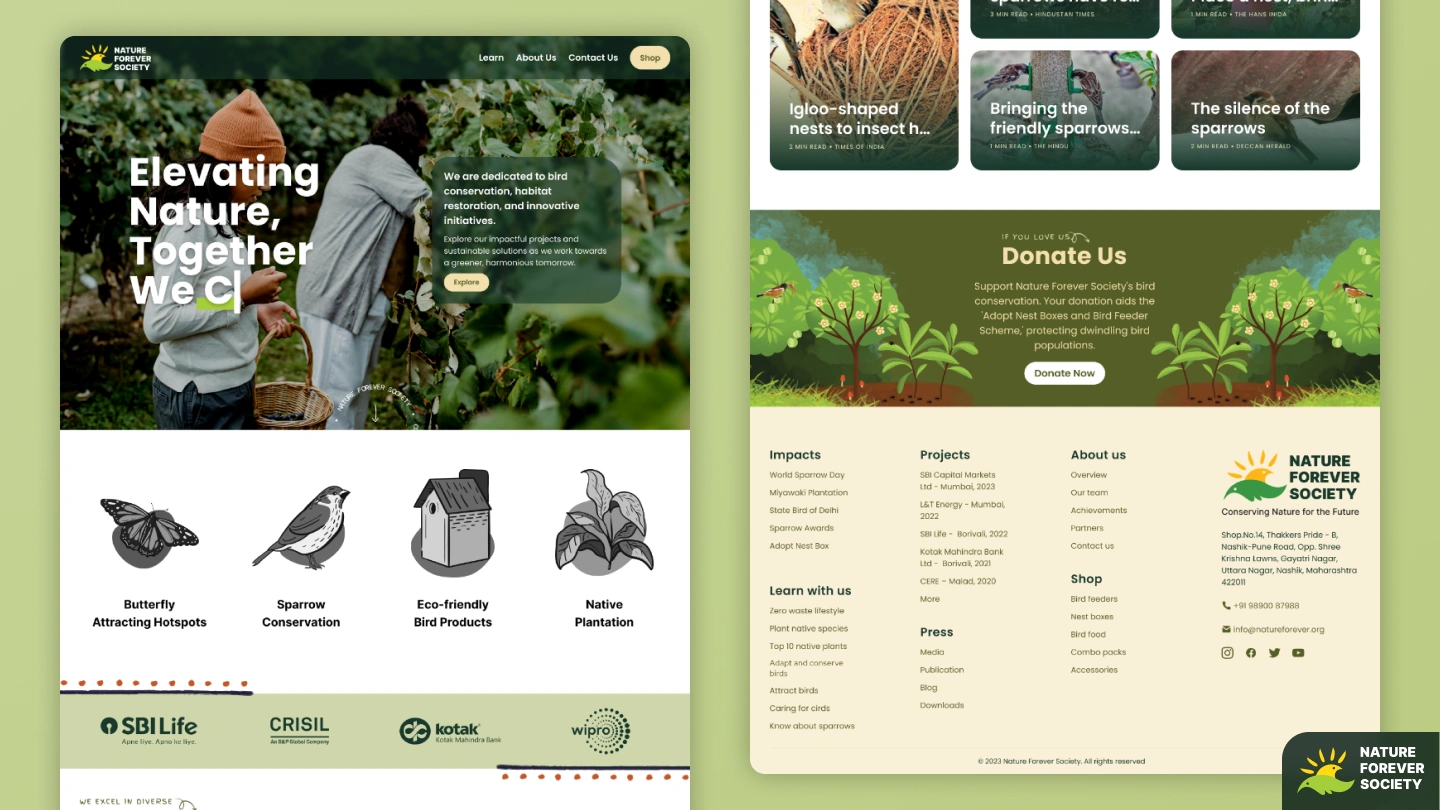 NATURE
FOREVER
SOCIETY
Learn About Us Contact Us Shop
Elevating
Nature,
Together
We C
We are dedicated to bird
conservation, habitat
restoration, and innovative
initiatives.
Explore our impactful projects and
sustainable solutions as we work towards
a greener, harmonious tomorrow.
Explore
NATURE FOREVER SOCIETY
Butterfly
Attracting Hotspots
Sparrow
Conservation
Eco-friendly
Bird Products
Native
Plantation
SBI Life
Apne liye. Apno ke liye.
CRISIL
An S&P Global Company
kotak
Kotak Mahindra Bank
wipro
WE EXCEL IN DIVERSE
3 MIN READ • HINDUSTAN TIMES
1 MIN READ • THE HANS INIDA
Igloo-shaped
nests to insect h...
2 MIN READ • TIMES OF INDIA
Bringing the
friendly sparrows...
1 MIN READ • THE HINDU
The silence of the
sparrows
2 MIN READ • DECCAN HERALD
IF YOU LOVE US
Donate Us
Support Nature Forever Society's bird
conservation. Your donation aids the
'Adopt Nest Boxes and Bird Feeder
Scheme,' protecting dwindling bird
populations.
Donate Now
Impacts
World Sparrow Day
Miyawaki Plantation
State Bird of Delhi
Sparrow Awards
Adopt Nest Box
Learn with us
Zero waste lifestyle
Plant native species
Top 10 native plants
Adapt and conserve
birds
Attract birds
Caring for cirds
Know about sparrows
Projects
SBI Capital Markets
Ltd - Mumbai, 2023
L&T Energy - Mumbai,
2022
SBI Life - Borivali, 2022
Kotak Mahindra Bank
Ltd - Borivali, 2021
CERE – Malad, 2020
More
Press
Media
Publication
Blog
Downloads
About us
Overview
Our team
Achievements
Partners
Contact us
Shop
Bird feeders
Nest boxes
Bird food
Combo packs
Accessories
NATURE
FOREVER
SOCIETY
Conserving Nature for the Future
Shop.No.14, Thakkers Pride - B,
Nashik-Pune Road, Opp. Shree
Krishna Lawns, Gayatri Nagar,
Uttara Nagar, Nashik, Maharashtra
422011
+91 98900 87988
info@natureforever.org
© 2023 Nature Forever Society. All rights reserved
NATURE
FOREVER
SOCIETY